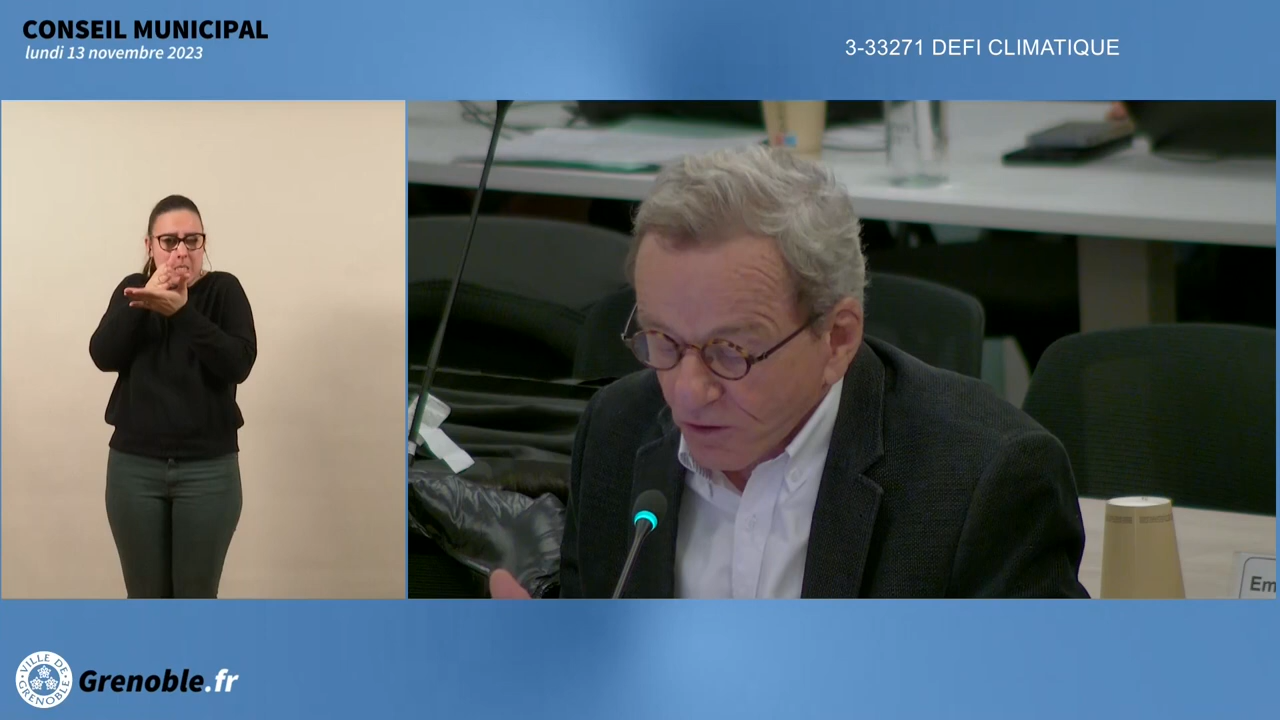 CONSEIL MUNICIPAL
lundi 13 novembre 2023
3-33271 DEFI CLIMATIQUE
Em
VILLE DE
GRENOBLE
Grenoble.fr